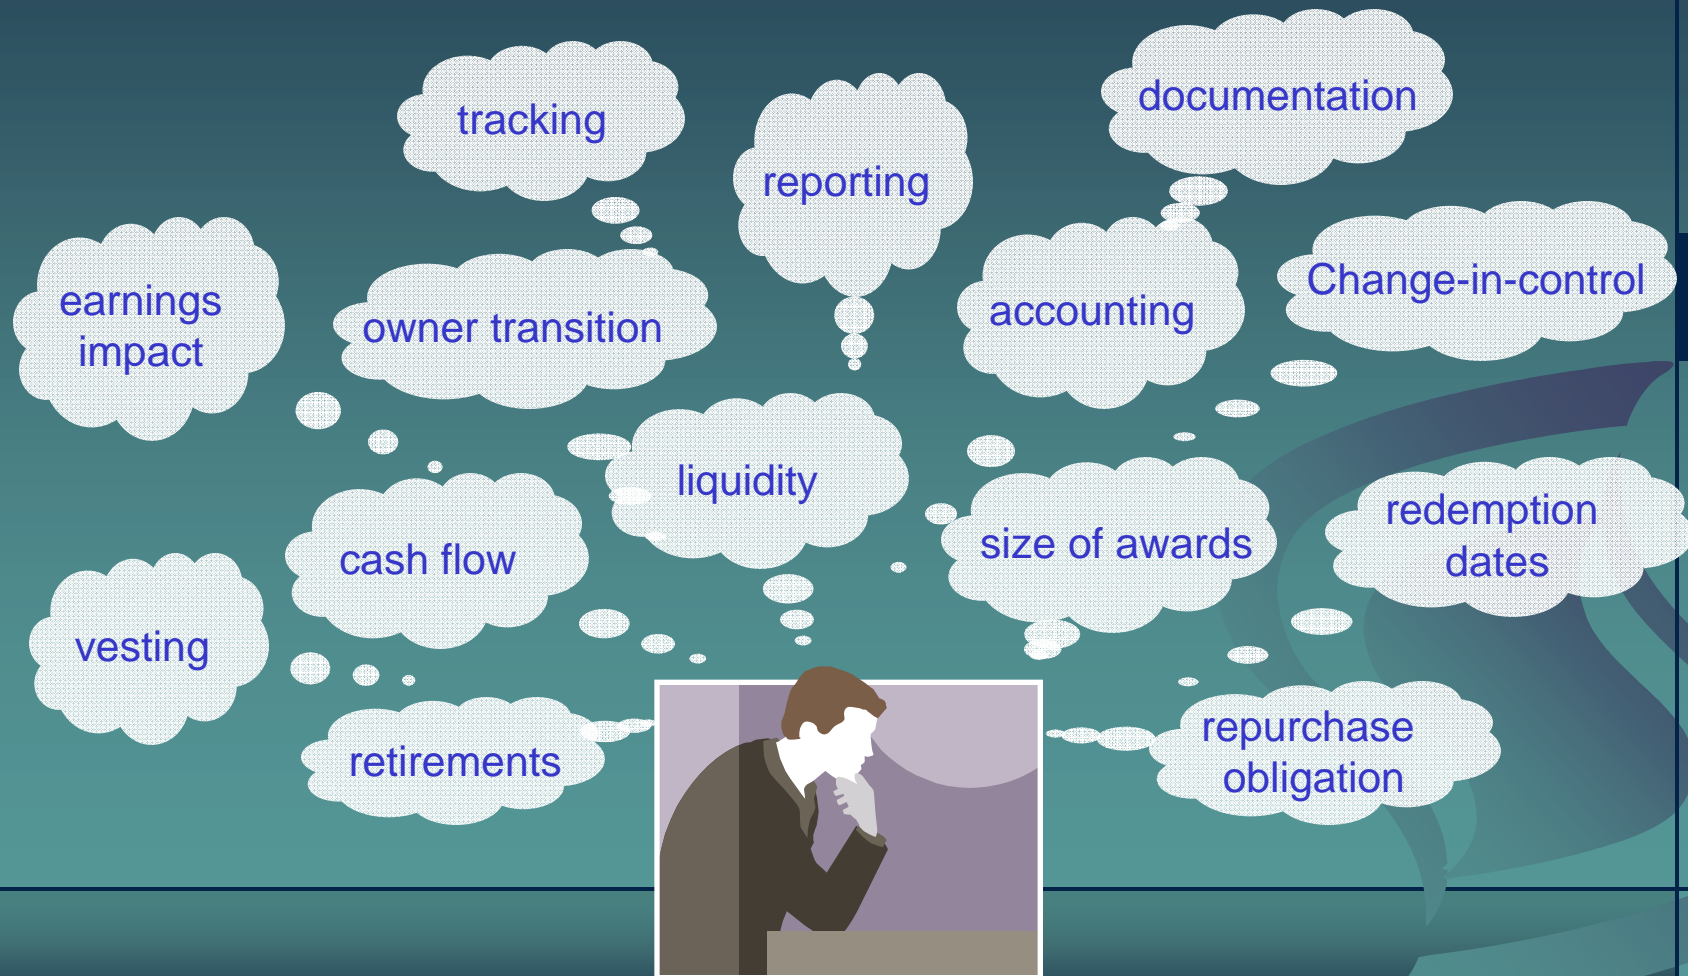 documentation
tracking
reporting
Change-in-control
earnings
impact
owner transition
accounting
liquidity
redemption
dates
size of awards
cash flow
vesting
retirements
repurchase
obligation